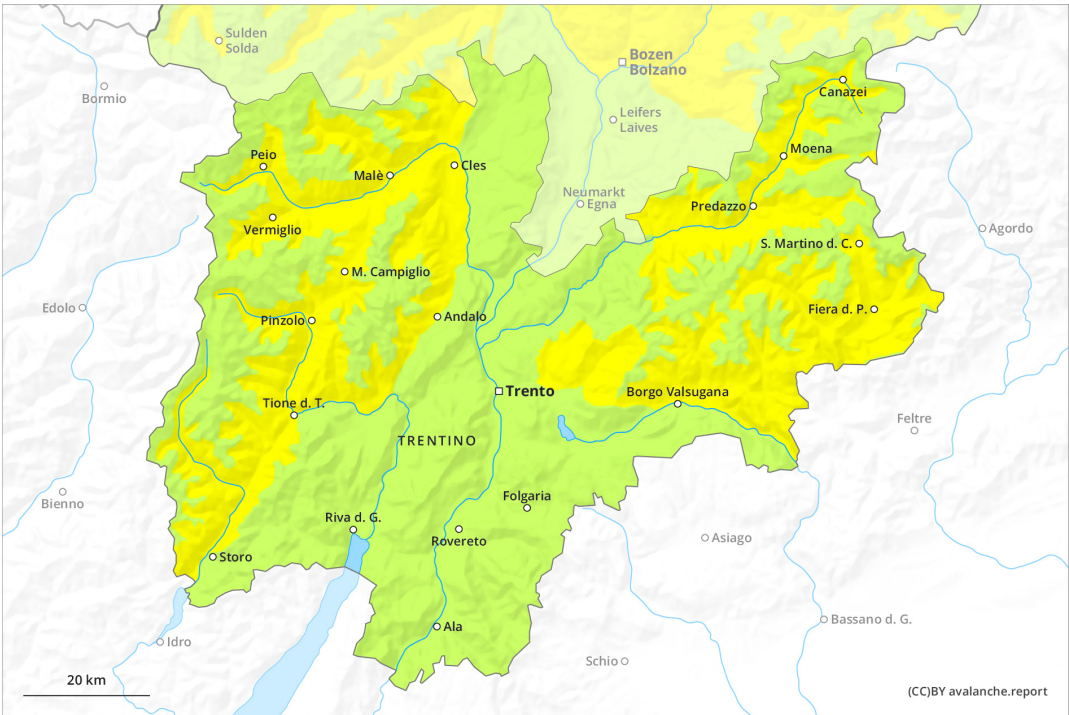 Sulden
Solda
Bozen
Bolzano
Bormio
Canazei
Leifers
Laives
Moena
Peio
Malè
Cles
Neumarkt
Egna
Predazzo
Vermiglio
Agordo
S. Martino d. C.
M. Campiglio
Edolo
Pinzolo
Andalo
Fiera d. P.
Trento
Borgo Valsugana
Tione d. T.
Feltre
TRENTINO
Bienno
Folgaria
Riva d. G.
Rovereto
Asiago
Storo
Bassano d. G.
Ala
Idro
Schio
20 km
(CC)BY avalanche.report